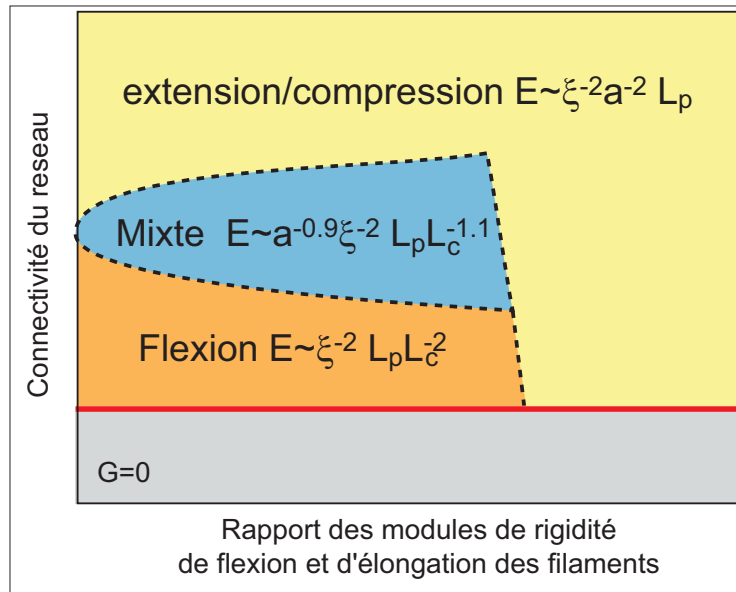 extension/compression E~ξ-2a-2 Lp
Mixte E~a-0.9ξ-2 LpLc-1.1
Flexion E~ξ-2 LpLc-2
G=0
Connectivité du reseau
Rapport des modules de rigidité
de flexion et d'élongation des filaments